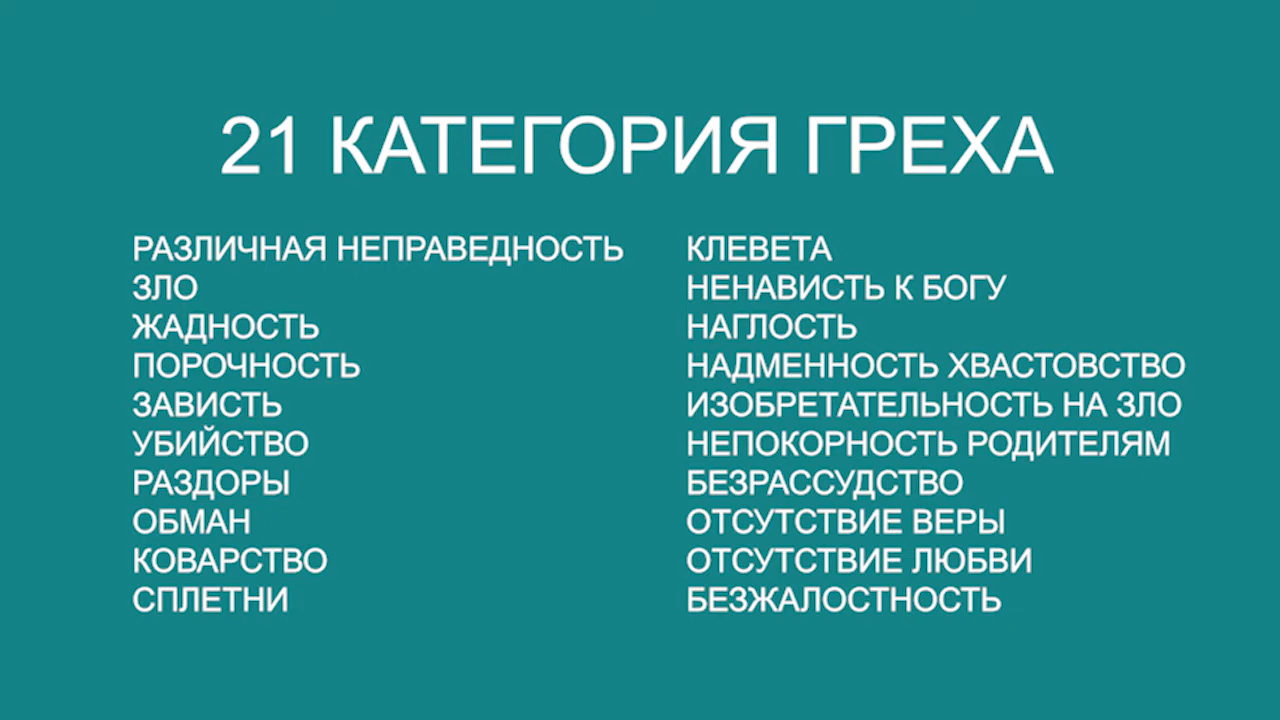 21 КАТЕГОРИЯ ГРЕХА
РАЗЛИЧНАЯ НЕПРАВЕДНОСТЬ
ЗЛО
ЖАДНОСТЬ
ПОРОЧНОСТЬ
ЗАВИСТЬ
УБИЙСТВО
РАЗДОРЫ
ОБМАН
КОВАРСТВО
СПЛЕТНИ
КЛЕВЕТА
НЕНАВИСТЬ К БОГУ
НАГЛОСТЬ
НАДМЕННОСТЬ ХВАСТОВСТВО
ИЗОБРЕТАТЕЛЬНОСТЬ НА ЗЛО
НЕПОКОРНОСТЬ РОДИТЕЛЯМ
БЕЗРАССУДСТВО
ОТСУТСТВИЕ ВЕРЫ
ОТСУТСТВИЕ ЛЮБВИ
БЕЗЖАЛОСТНОСТЬ